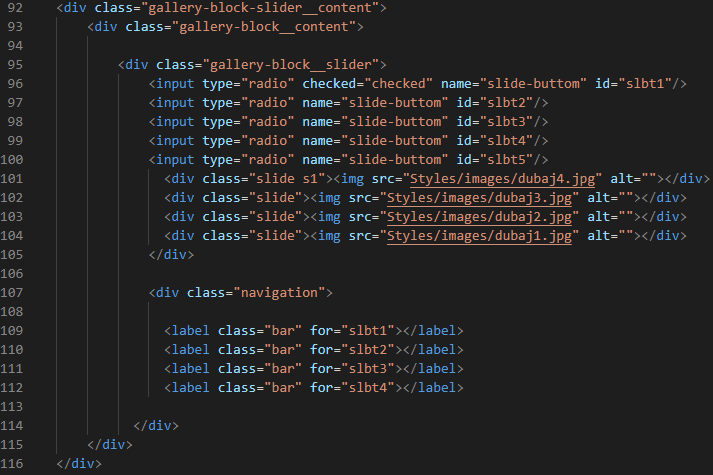 92 <div class="gallery-block-slider__content">
93 <div class="gallery-block__content">
94
95 <div class="gallery-block__slider">
96 <input type="radio" checked="checked" name="slide-buttom" id="slbt1"/>
97 <input type="radio" name="slide-buttom" id="slbt2"/>
98 <input type="radio" name="slide-buttom" id="slbt3"/>
99 <input type="radio" name="slide-buttom" id="slbt4"/>
100 <input type="radio" name="slide-buttom" id="slbt5"/>
101 <div class="slide s1"><img src="Styles/images/dubaj4.jpg" alt=""></div>
102 <div class="slide"><img src="Styles/images/dubaj3.jpg" alt=""></div>
103 <div class="slide"><img src="Styles/images/dubaj2.jpg" alt=""></div>
104 <div class="slide"><img src="Styles/images/dubaj1.jpg" alt=""></div>
105 </div>
106
107 <div class="navigation">
108
109 <label class="bar" for="slbt1"></label>
110 <label class="bar" for="slbt2"></label>
111 <label class="bar" for="slbt3"></label>
112 <label class="bar" for="slbt4"></label>
113
114 </div>
115 </div>
116 </div>